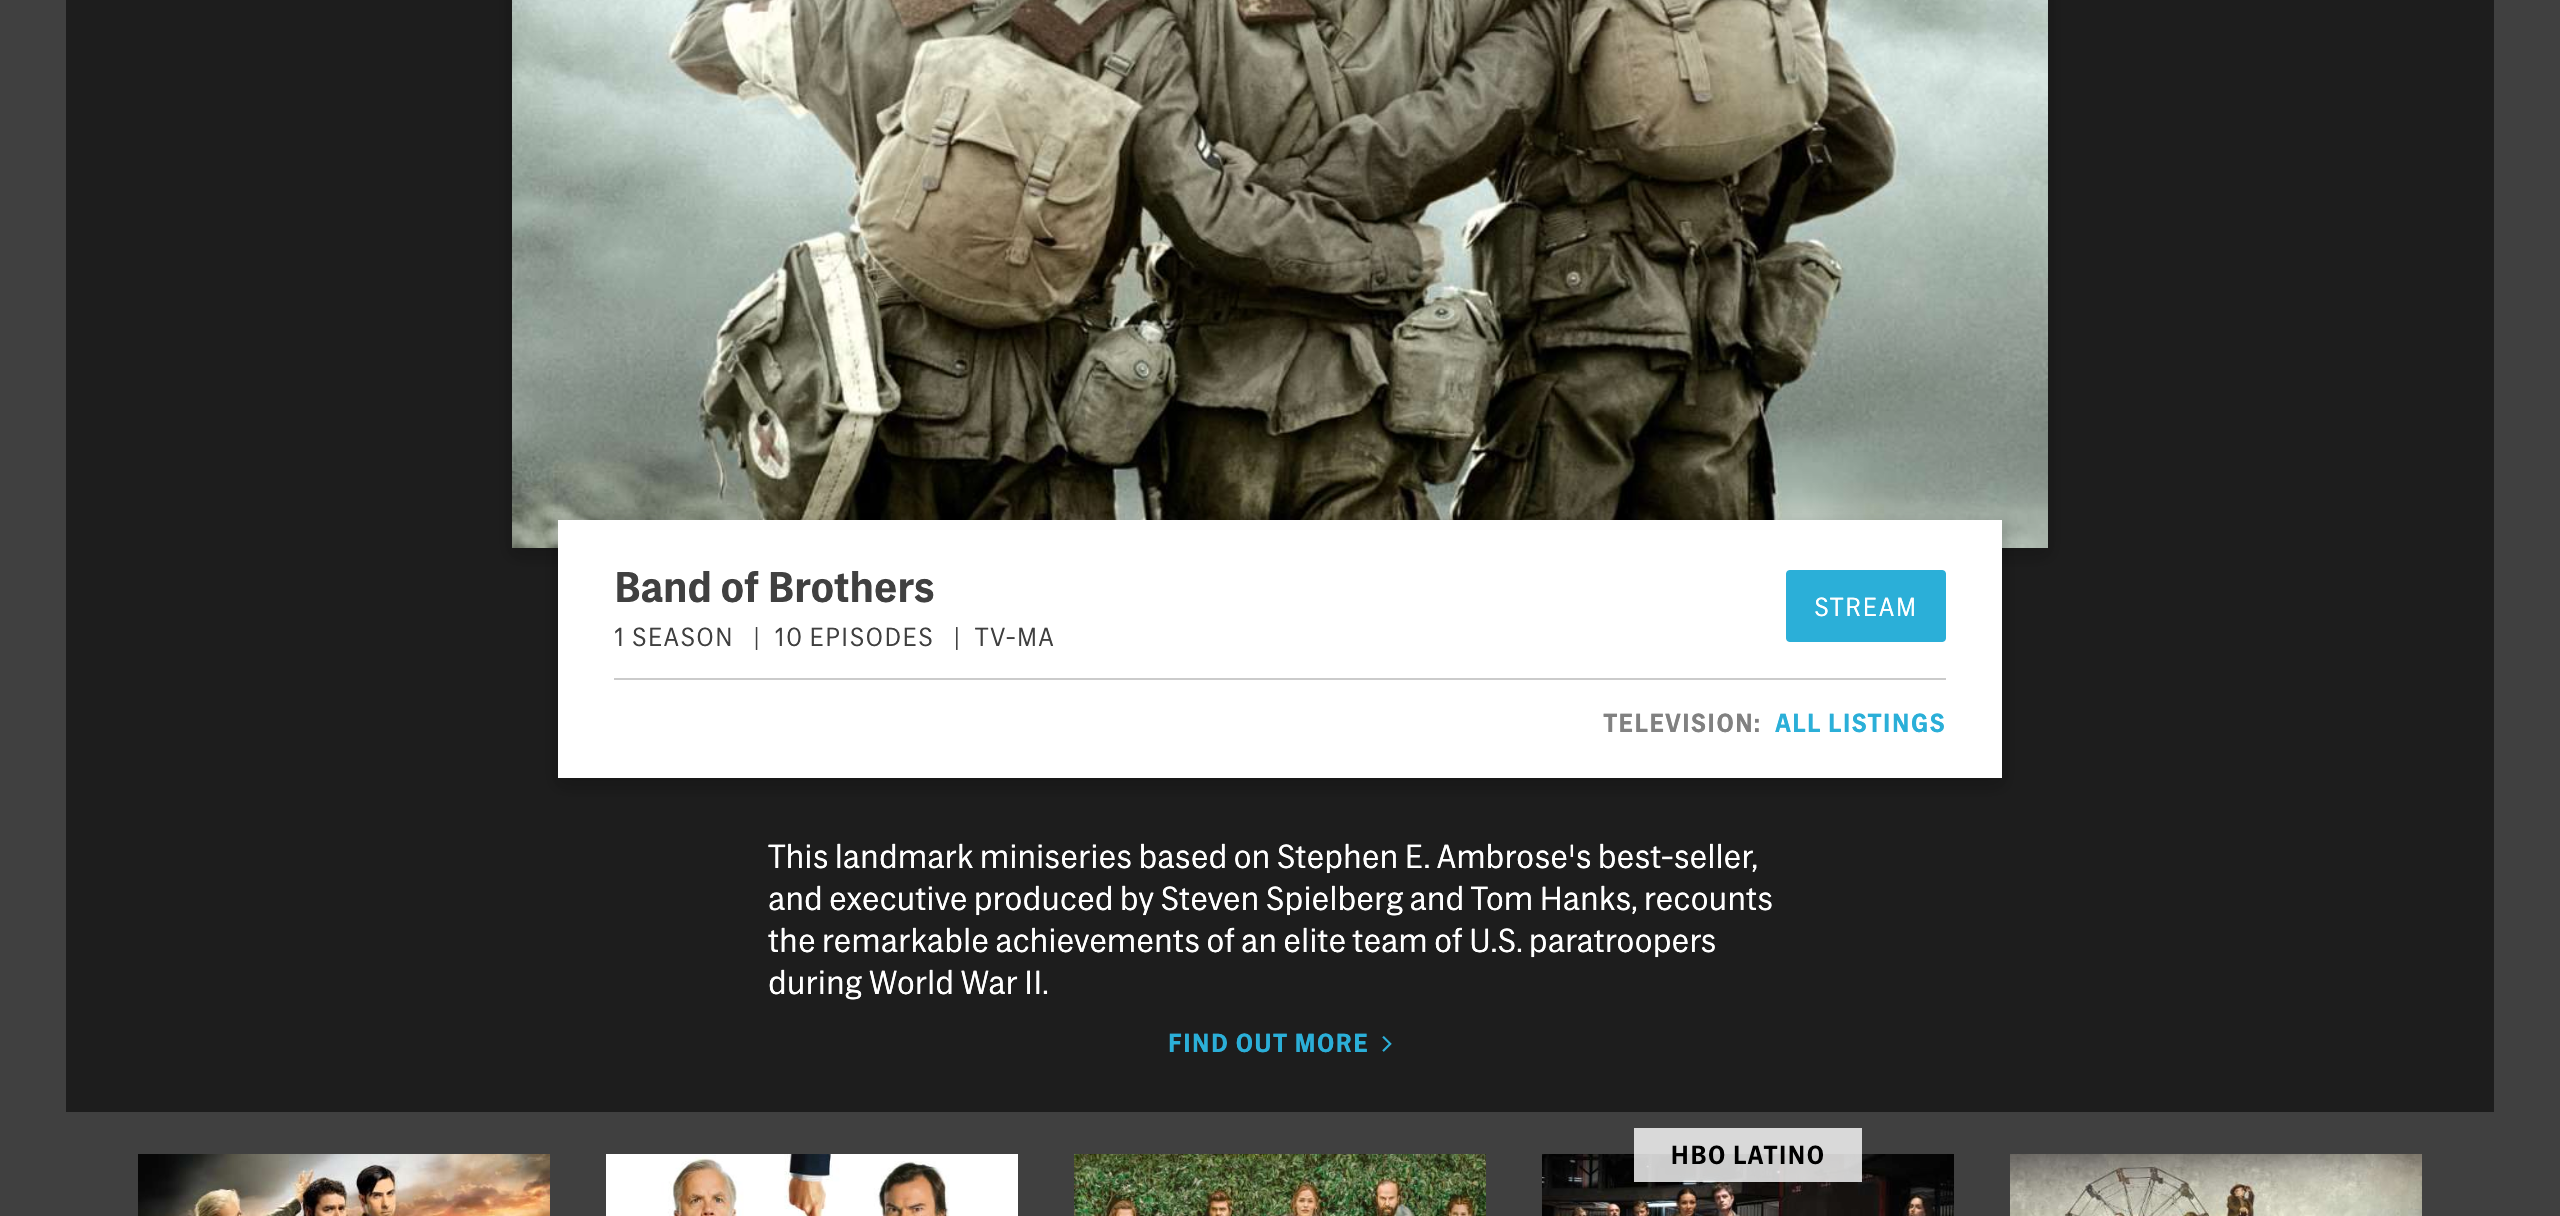 Band of Brothers
1 SEASON | 10 EPISODES | TV-MA
STREAM
TELEVISION: ALL LISTINGS
This landmark miniseries based on Stephen E. Ambrose's best-seller,
and executive produced by Steven Spielberg and Tom Hanks, recounts
the remarkable achievements of an elite team of U.S. paratroopers
during World War II.
FIND OUT MORE >
HBO LATINO